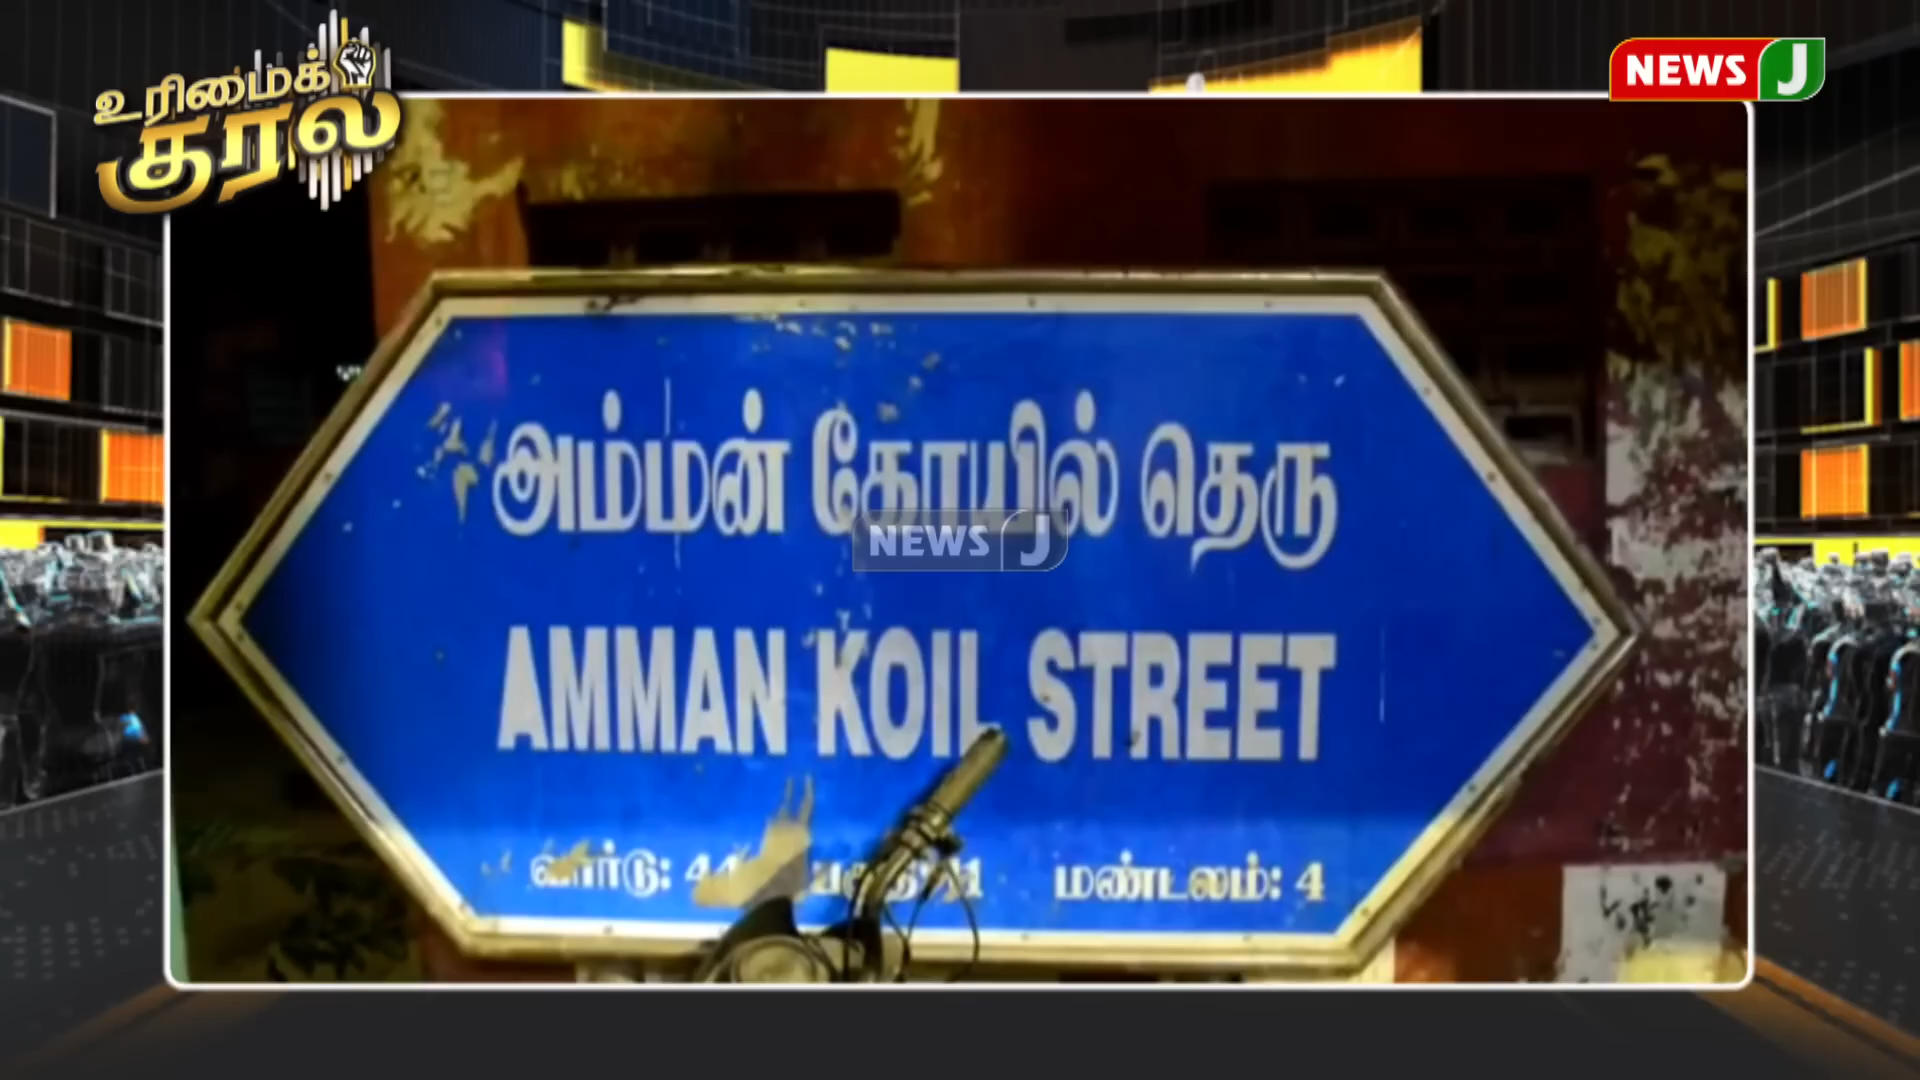 உரிமைக்
குரல்
NEWS J
அம்மன் கோயில் தெரு
NEWS J
AMMAN KOIL STREET
வார்டு: மண்டலம்: 4